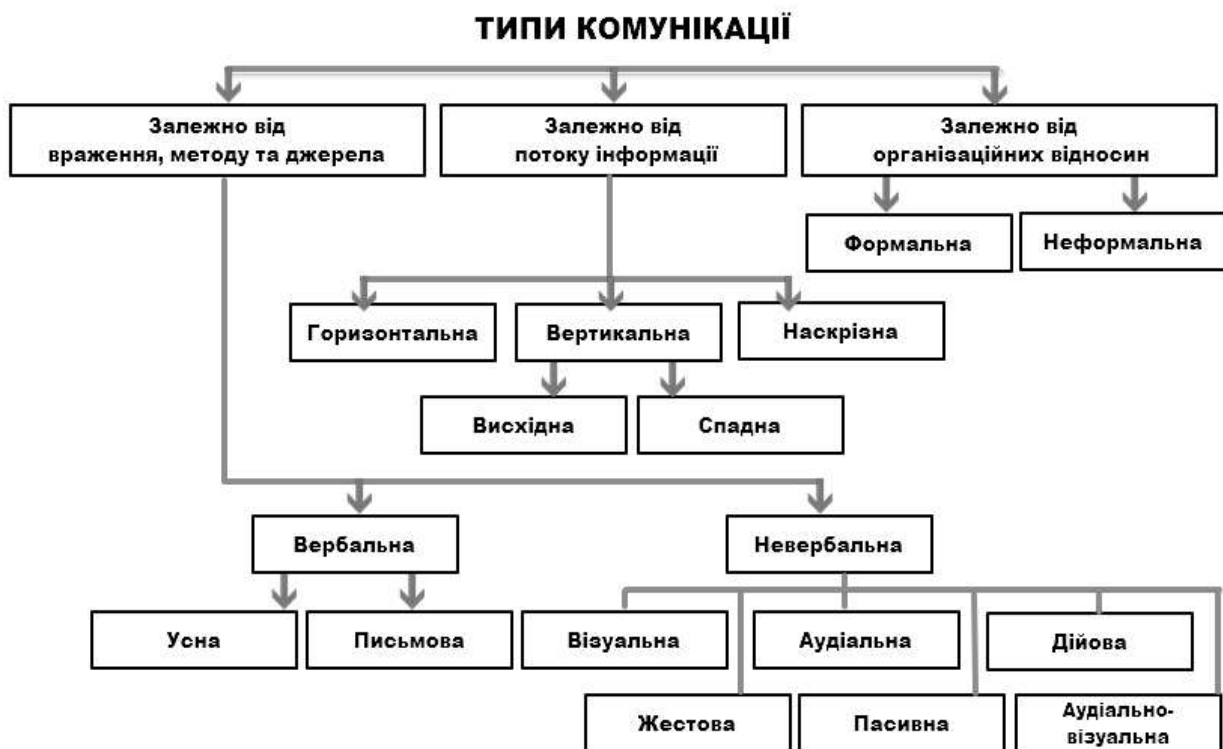 ТИПИ КОМУНІКАЦІЇ
Залежно від
враження, методу та джерела
Залежно від
потоку інформації
Залежно від
організаційних відносин
Формальна
Неформальна
Горизонтальна
Вертикальна
Наскрізна
Висхідна
Спадна
Вербальна
Невербальна
Усна
Письмова
Візуальна
Аудіальна
Дійова
Жестова
Пасивна
Аудіально-
візуальна